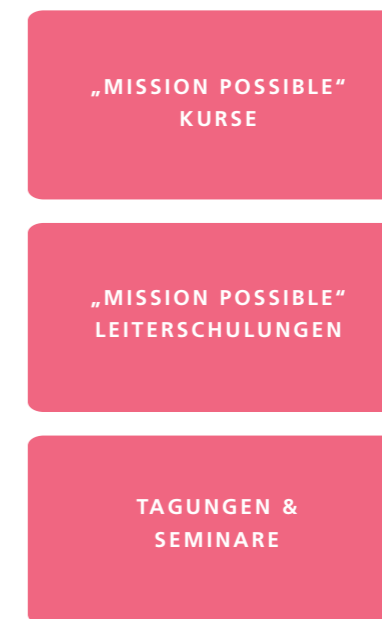 „MISSION POSSIBLE“
KURSE
„MISSION POSSIBLE“
LEITERSCHULUNGEN
TAGUNGEN &
SEMINARE